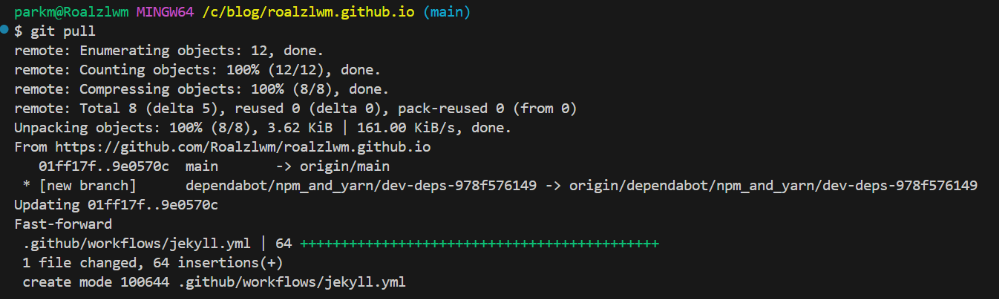 parkm@Roalzlwm MINGW64 /c/blog/roalzlwm.github.io (main)
$ git pull
remote: Enumerating objects: 12, done.
remote: Counting objects: 100% (12/12), done.
remote: Compressing objects: 100% (8/8), done.
remote: Total 8 (delta 5), reused 0 (delta 0), pack-reused 0 (from 0)
Unpacking objects: 100% (8/8), 3.62 KiB | 161.00 KiB/s, done.
From https://github.com/Roalzlwm/roalzlwm.github.io
   01ff17f..9e0570c  main       -> origin/main
 * [new branch]      dependabot/npm_and_yarn/dev-deps-978f576149 -> origin/dependabot/npm_and_yarn/dev-deps-978f576149
Updating 01ff17f..9e0570c
Fast-forward
 .github/workflows/jekyll.yml | 64 ++++++++++++++++++++++++++++++++++++++++++++
 1 file changed, 64 insertions(+)
 create mode 100644 .github/workflows/jekyll.yml